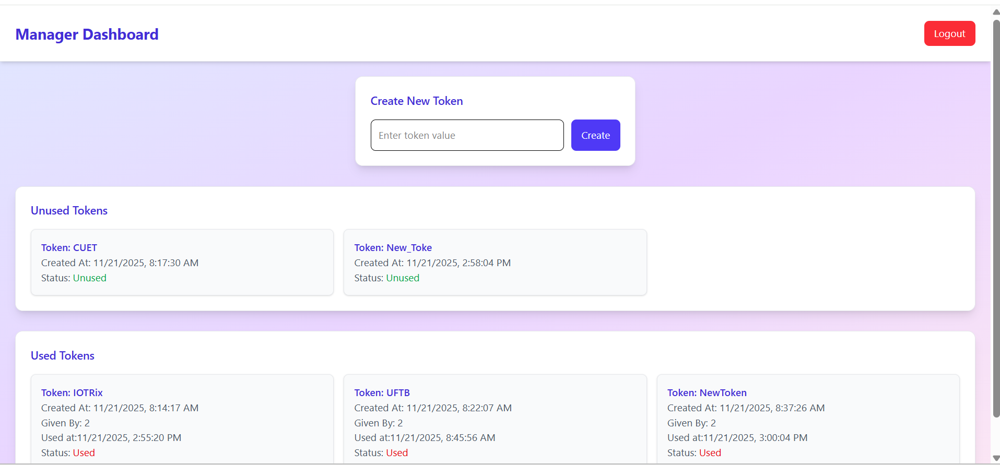 Manager Dashboard
Logout
Create New Token
Enter token value
Create
Unused Tokens
Token: CUET
Created At: 11/21/2025, 8:17:30 AM
Status: Unused
Token: New_Toke
Created At: 11/21/2025, 2:58:04 PM
Status: Unused
Used Tokens
Token: IOTRix
Created At: 11/21/2025, 8:14:17 AM
Given By: 2
Used at:11/21/2025, 2:55:20 PM
Status: Used
Token: UFTB
Created At: 11/21/2025, 8:22:07 AM
Given By: 2
Used at:11/21/2025, 8:45:56 AM
Status: Used
Token: NewToken
Created At: 11/21/2025, 8:37:26 AM
Given By: 2
Used at:11/21/2025, 3:00:04 PM
Status: Used